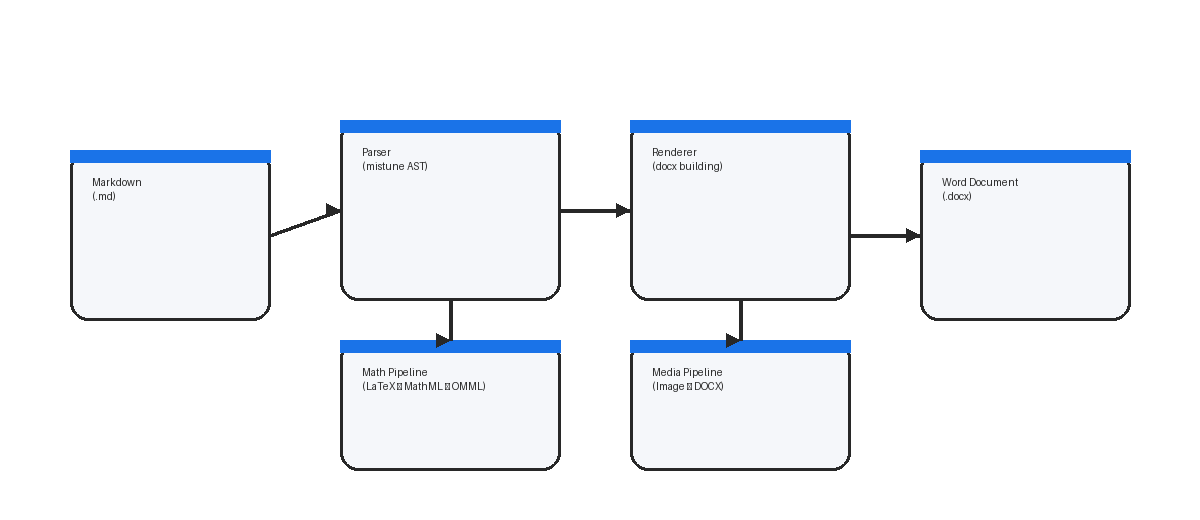 Markdown
(.md)
Parser
(mistune AST)
Renderer
(docx building)
Word Document
(.docx)
Math Pipeline
(LaTeX▯MathML▯OMML)
Media Pipeline
(Image▯DOCX)